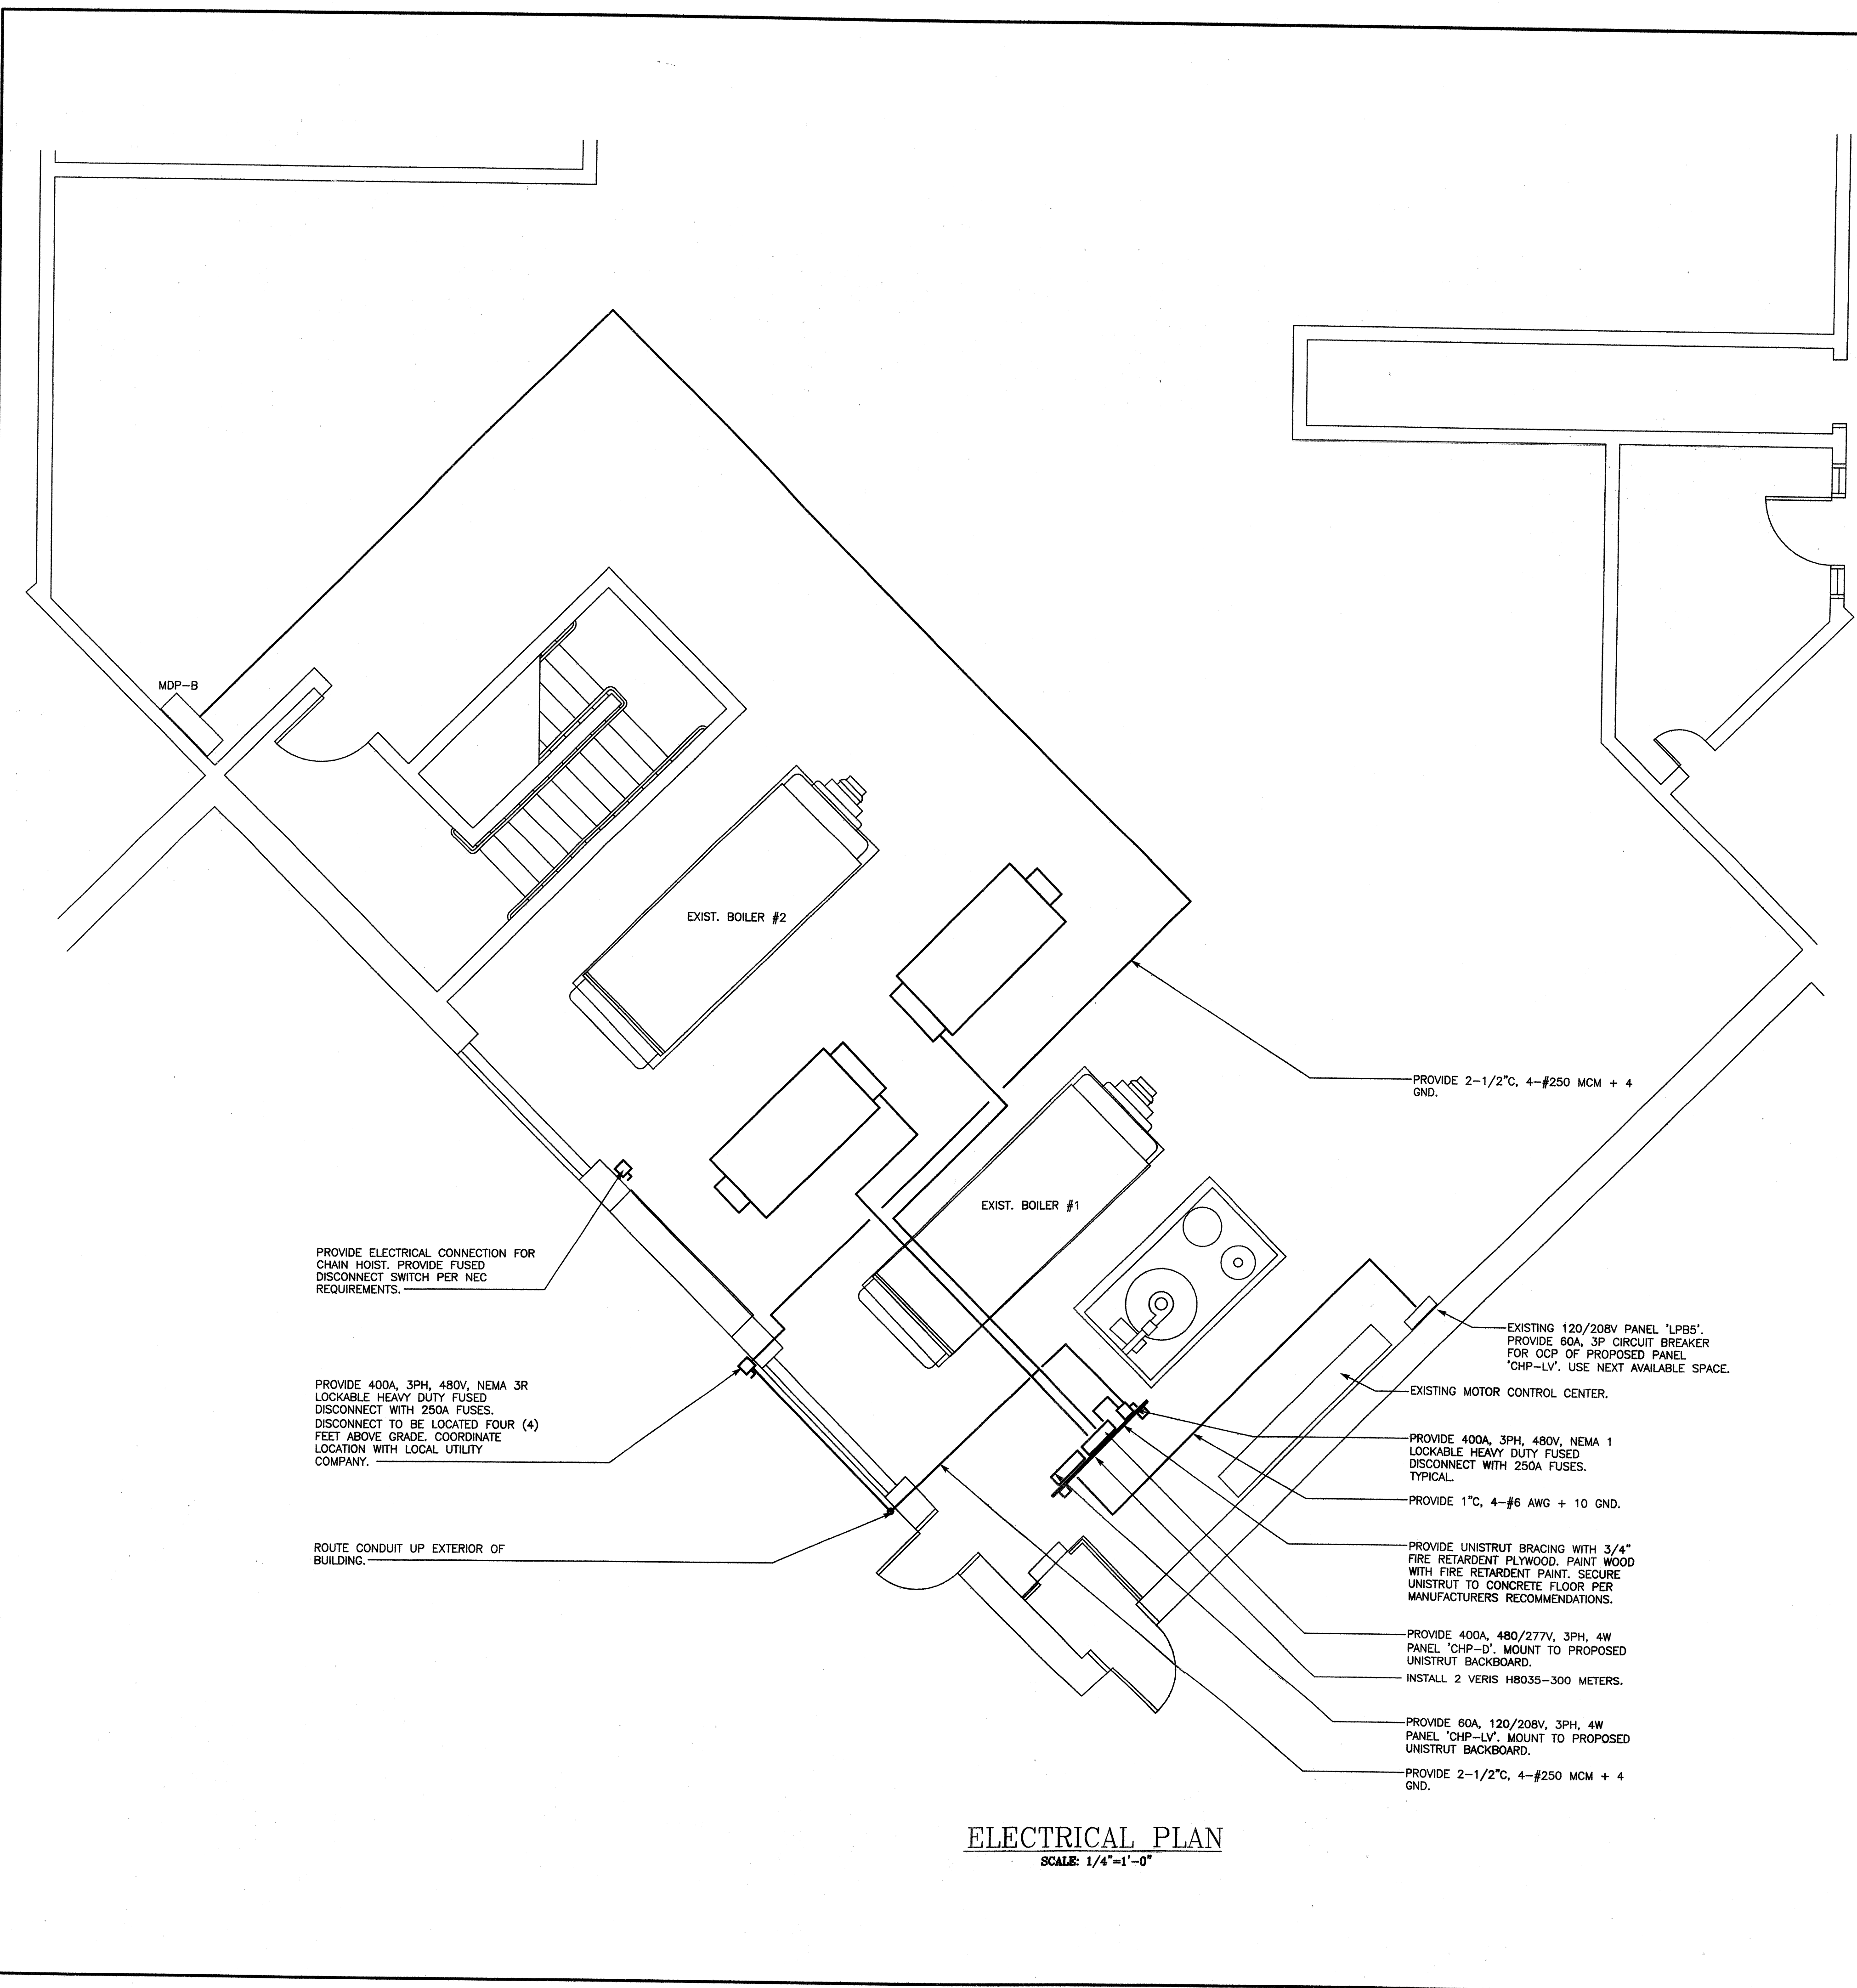 MDP-B
EXIST. BOILER #2
PROVIDE 2-1/2"C, 4-#250 MCM + 4
GND.
EXIST. BOILER #1
PROVIDE ELECTRICAL CONNECTION FOR
CHAIN HOIST. PROVIDE FUSED
DISCONNECT SWITCH PER NEC
REQUIREMENTS.
PROVIDE 400A, 3PH, 480V, NEMA 3R
LOCKABLE HEAVY DUTY FUSED
DISCONNECT WITH 250A FUSES.
DISCONNECT TO BE LOCATED FOUR (4)
FEET ABOVE GRADE. COORDINATE
LOCATION WITH LOCAL UTILITY
COMPANY.
ROUTE CONDUIT UP EXTERIOR OF
BUILDING.
EXISTING 120/208V PANEL 'LPB5'.
PROVIDE 60A, 3P CIRCUIT BREAKER
FOR OCP OF PROPOSED PANEL
'CHP-LV'. USE NEXT AVAILABLE SPACE.
EXISTING MOTOR CONTROL CENTER.
PROVIDE 400A, 3PH, 480V, NEMA 1
LOCKABLE HEAVY DUTY FUSED
DISCONNECT WITH 250A FUSES.
TYPICAL.
PROVIDE 1"C, 4-#6 AWG + 10 GND.
PROVIDE UNISTRUT BRACING WITH 3/4"
FIRE RETARDENT PLYWOOD. PAINT WOOD
WITH FIRE RETARDENT PAINT. SECURE
UNISTRUT TO CONCRETE FLOOR PER
MANUFACTURERS RECOMMENDATIONS.
PROVIDE 400A, 480/277V, 3PH, 4W
PANEL 'CHP-D'. MOUNT TO PROPOSED
UNISTRUT BACKBOARD.
INSTALL 2 VERIS H8035-300 METERS.
PROVIDE 60A, 120/208V, 3PH, 4W
PANEL 'CHP-LV'. MOUNT TO PROPOSED
UNISTRUT BACKBOARD.
PROVIDE 2-1/2"C, 4-#250 MCM + 4
GND.
ELECTRICAL PLAN
SCALE: 1/4"=1'-0"